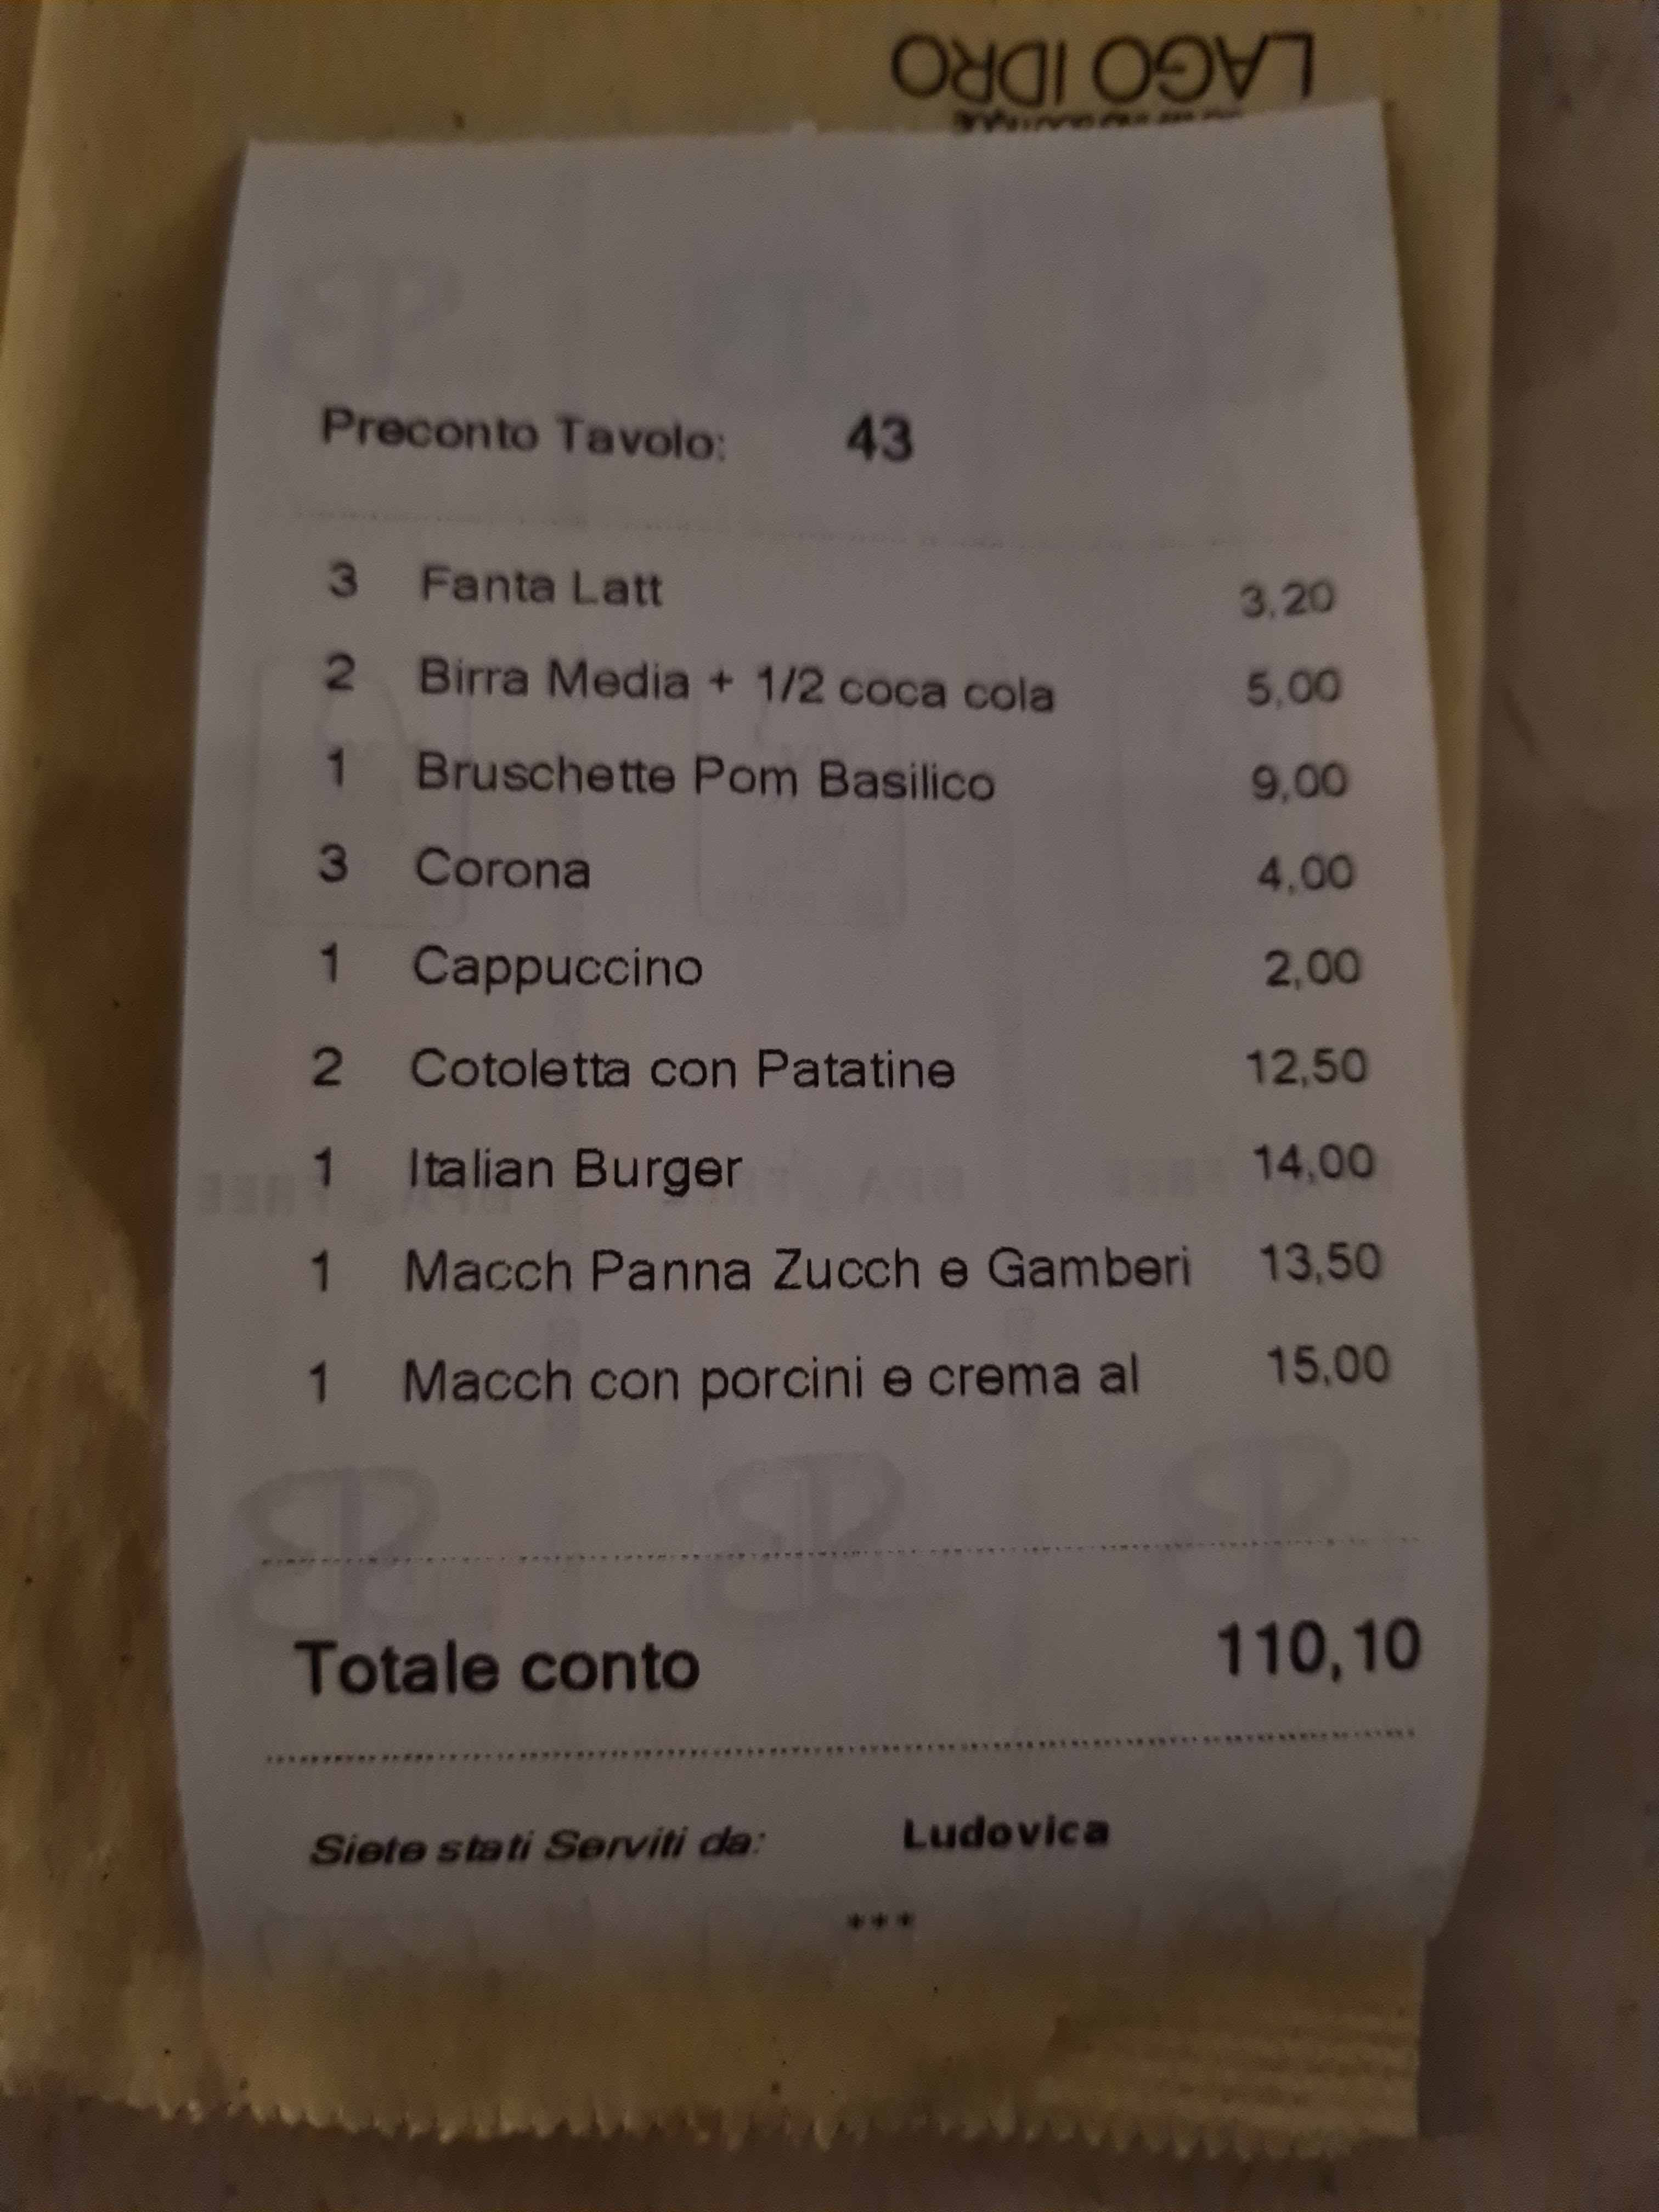 LAGO IDRO
Preconto Tavolo: 43
3 Fanta Latt 3,20
2 Birra Media + 1/2 coca cola 5,00
1 Bruschette Pom Basilico 9,00
3 Corona 4,00
1 Cappuccino 2,00
2 Cotoletta con Patatine 12,50
1 Italian Burger 14,00
1 Macch Panna Zucch e Gamberi 13,50
1 Macch con porcini e crema al 15,00
Totale conto 110,10
Siete stati Serviti da: Ludovica
***